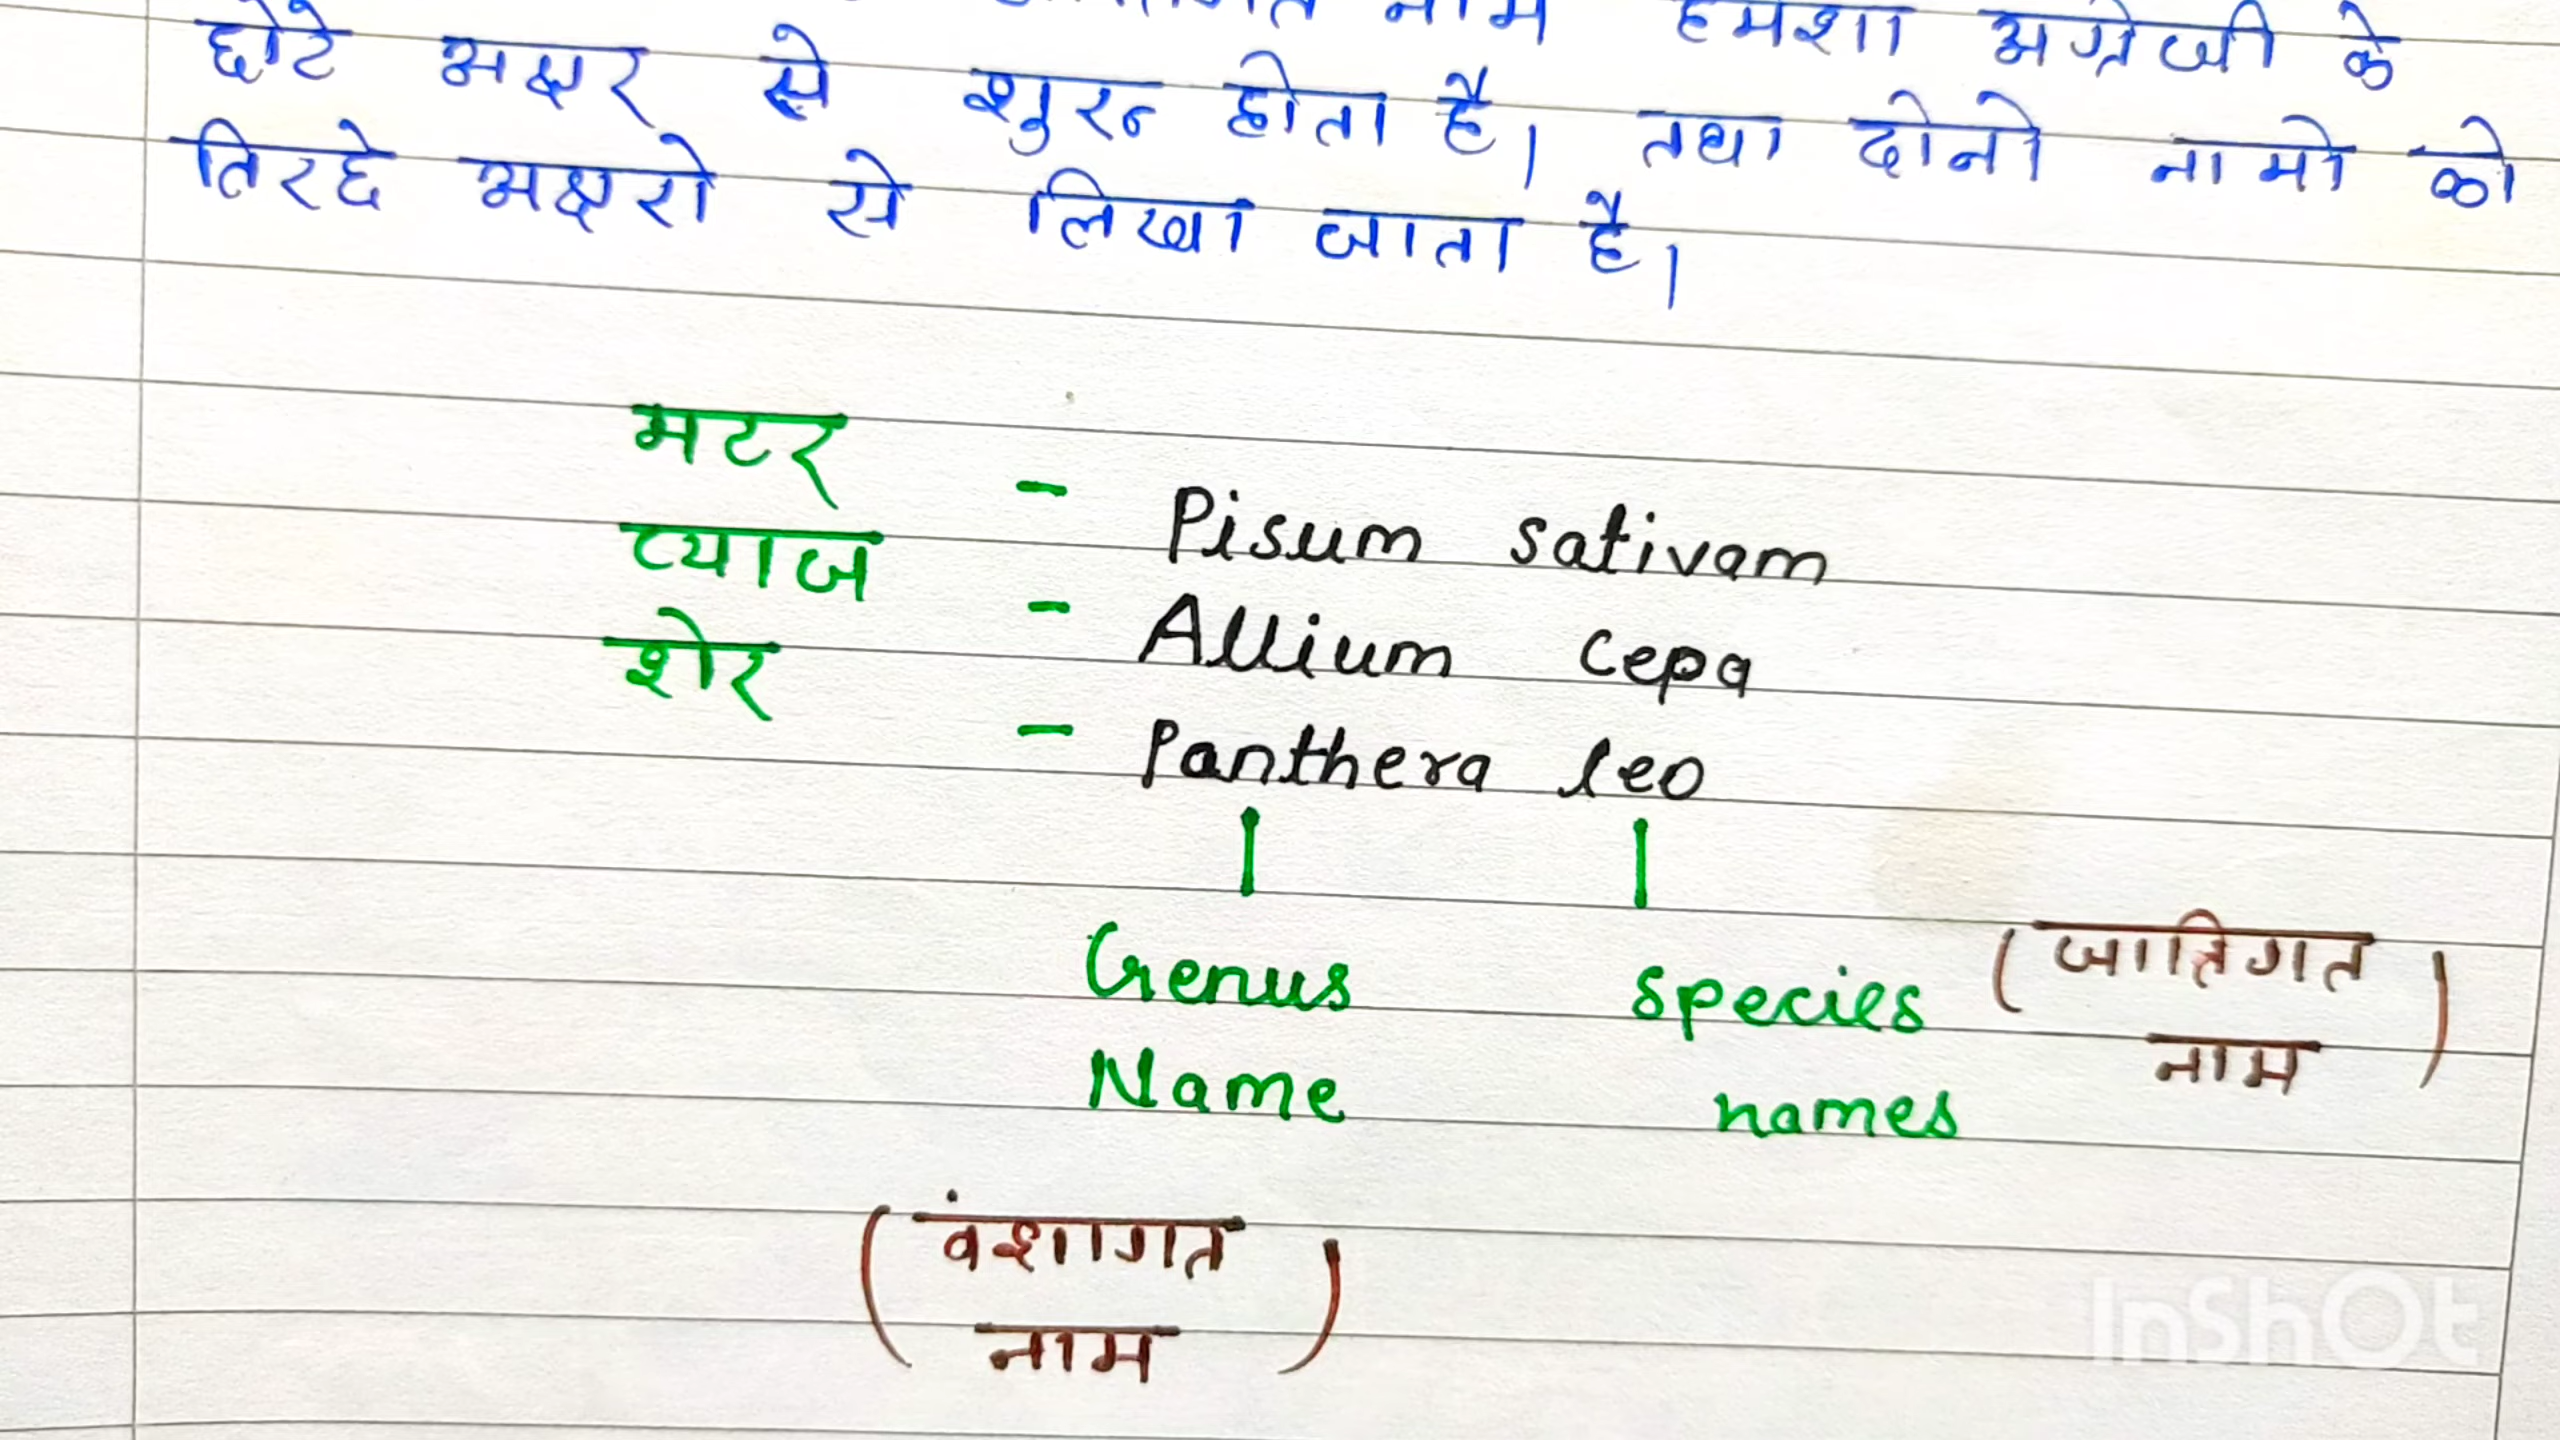 नाम हमेशा अग्रेजी के
छोटे अक्षर से शुरू होता है। तथा दोनो नामो को
तिरछे अक्षरो से लिखा जाता है।
मटर - Pisum sativam
प्याज - Allium cepa
शेर - Panthera leo
Genus species (जातिगत
Name names नाम)
(वंशागत
नाम)
InShOt